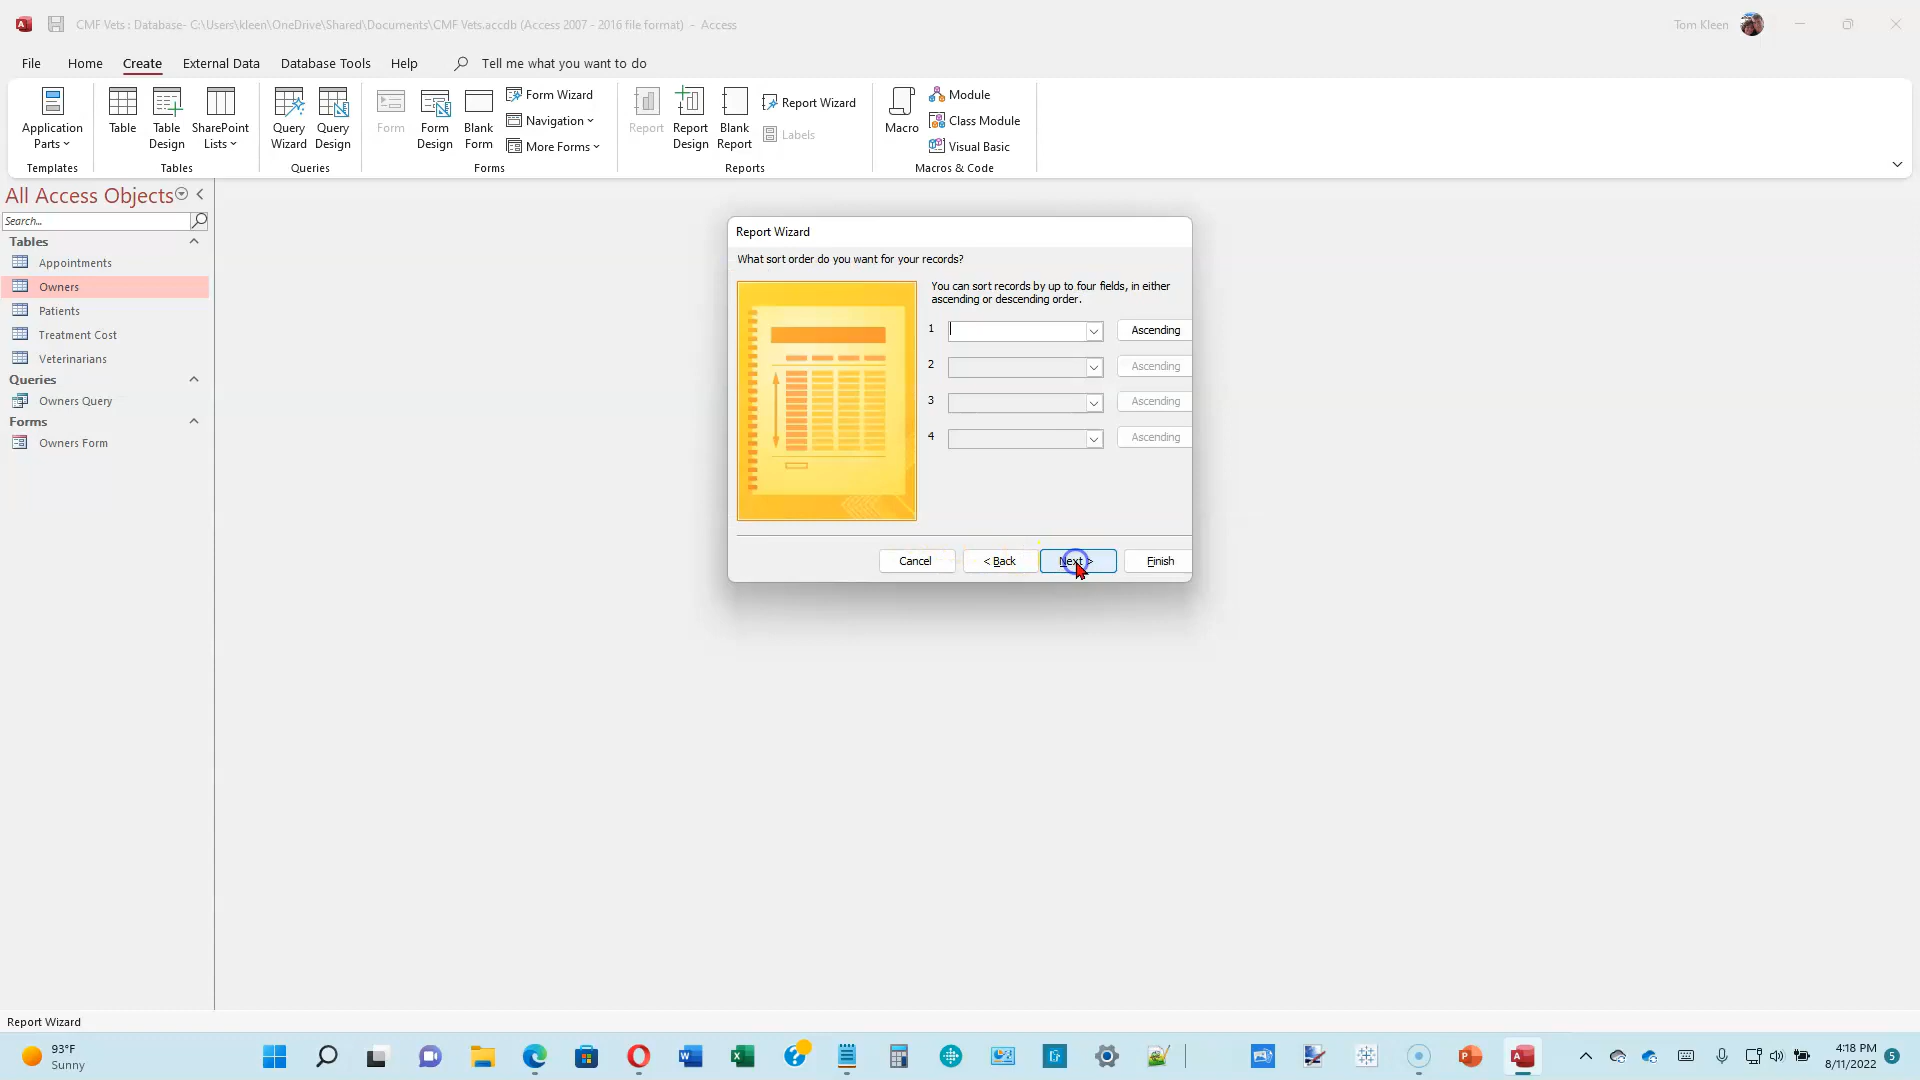 CMF Vets : Database- C:\Users\kleen\OneDrive\Shared\Documents\CMF Vets.accdb (Access 2007 - 2016 file format) - Access
Tom Kleen
File Home Create External Data Database Tools Help Tell me what you want to do
Application Parts
Table
Table Design
SharePoint Lists
Query Wizard
Query Design
Form
Form Design
Blank Form
Form Wizard
Navigation
More Forms
Report
Report Design
Blank Report
Report Wizard
Labels
Macro
Module
Class Module
Visual Basic
Templates Tables Queries Forms Reports Macros & Code
All Access Objects
Search...
Tables
Appointments
Owners
Patients
Treatment Cost
Veterinarians
Queries
Owners Query
Forms
Owners Form
Report Wizard
What sort order do you want for your records?
You can sort records by up to four fields, in either
ascending or descending order.
1 Ascending
2 Ascending
3 Ascending
4 Ascending
Cancel < Back Next > Finish
Report Wizard
93°F
Sunny
4:18 PM
8/11/2022
5